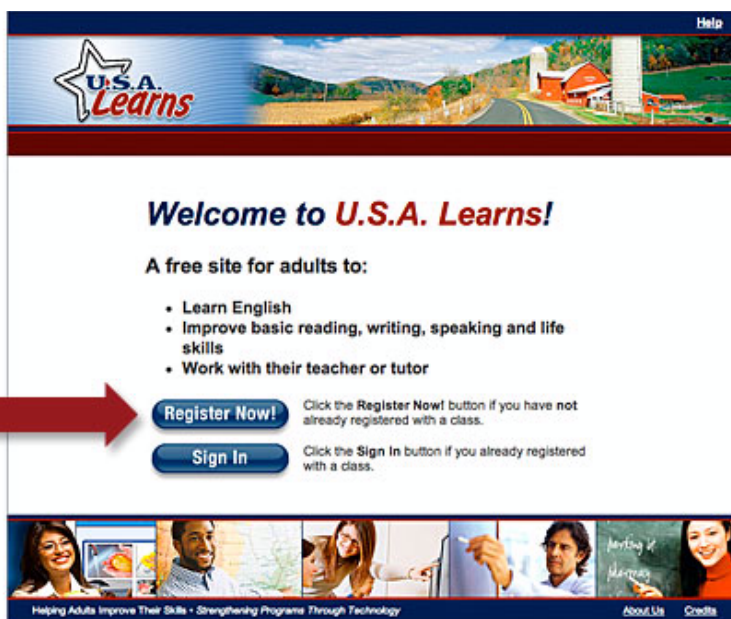 Help
U.S.A.
Learns
Welcome to U.S.A. Learns!
A free site for adults to:
• Learn English
• Improve basic reading, writing, speaking and life
skills
• Work with their teacher or tutor
Register Now!
Click the Register Now! button if you have not
already registered with a class.
Sign In
Click the Sign In button if you already registered
with a class.
Helping Adults Improve Their Skills • Strengthening Programs Through Technology
About Us
Credits